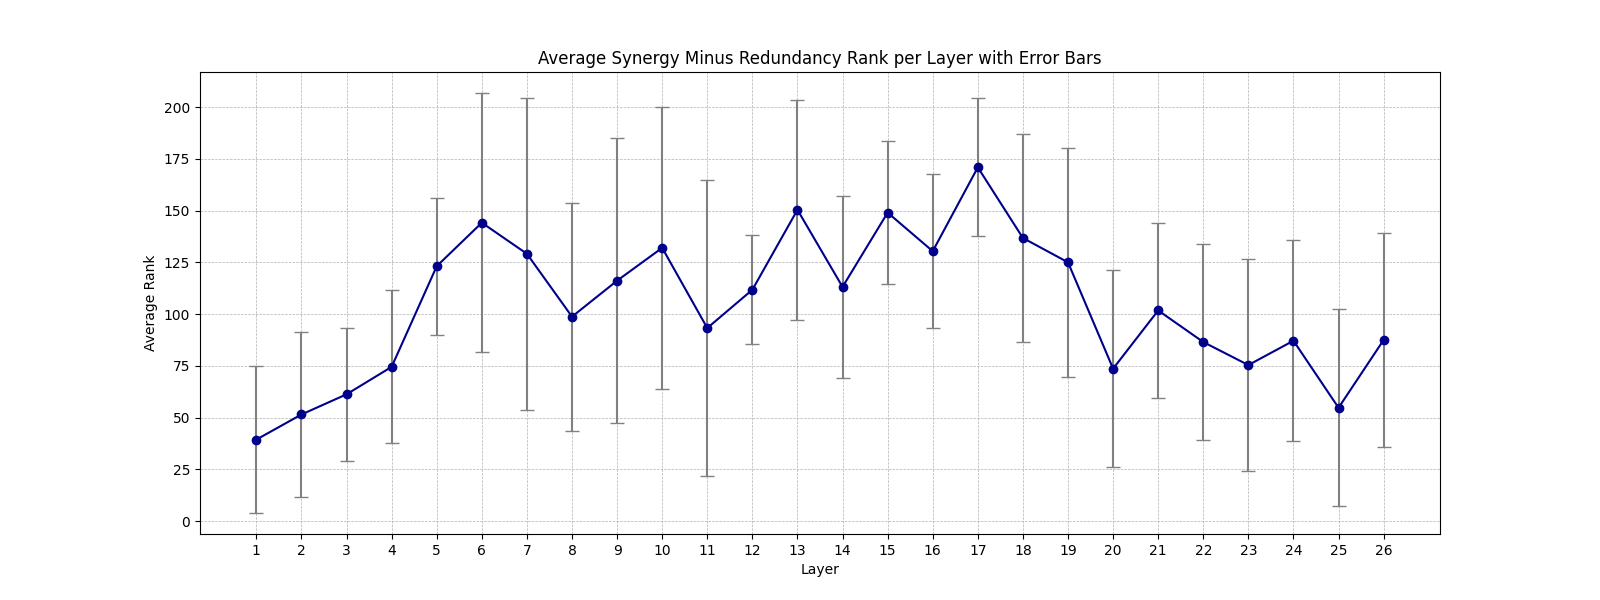 Average Synergy Minus Redundancy Rank per Layer with Error Bars
Average Rank
200
175
150
125
100
75
50
25
0
1 2 3 4 5 6 7 8 9 10 11 12 13 14 15 16 17 18 19 20 21 22 23 24 25 26
Layer